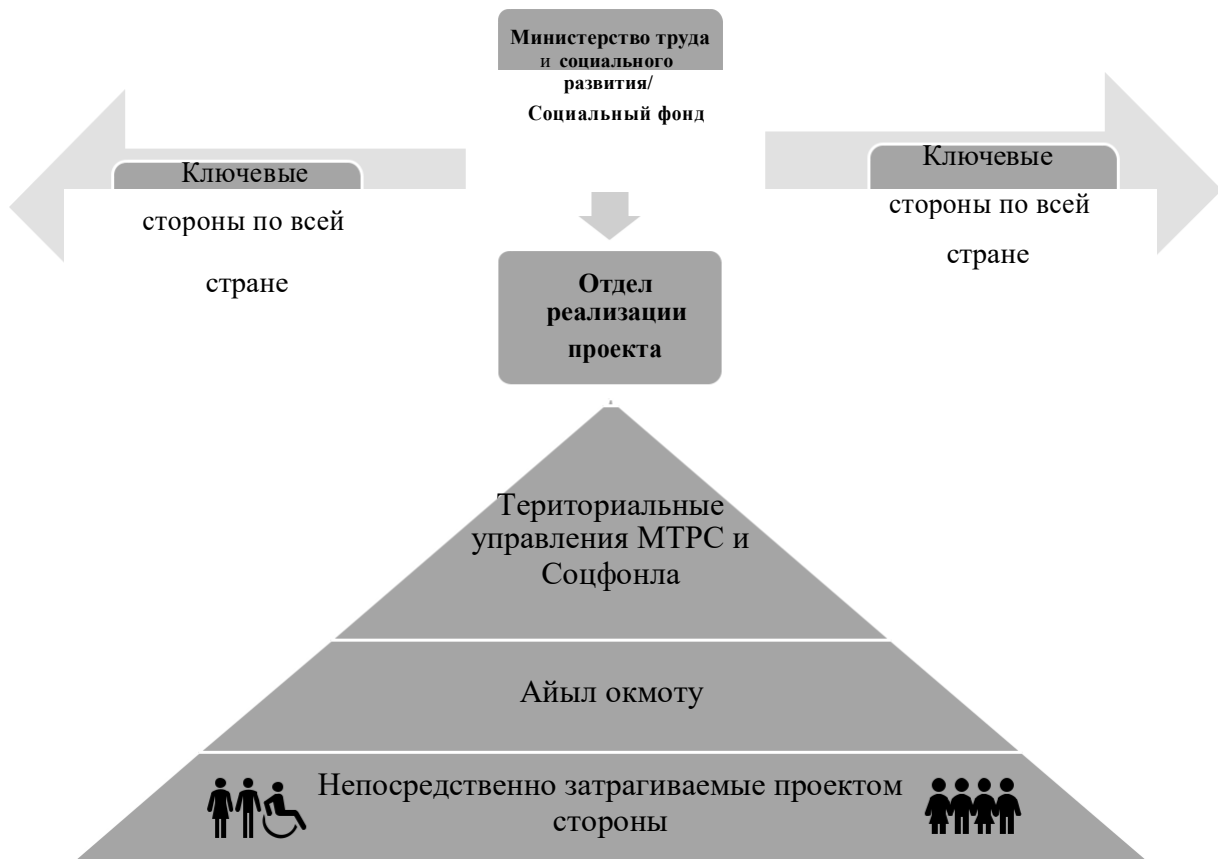 Министерство труда
и социального
развития/
Социальный фонд
Ключевые
стороны по всей
стране
Ключевые
стороны по всей
стране
Отдел
реализации
проекта
Териториальные
управления МТРС и
Соцфонла
Айыл окмоту
Непосредственно затрагиваемые проектом
стороны